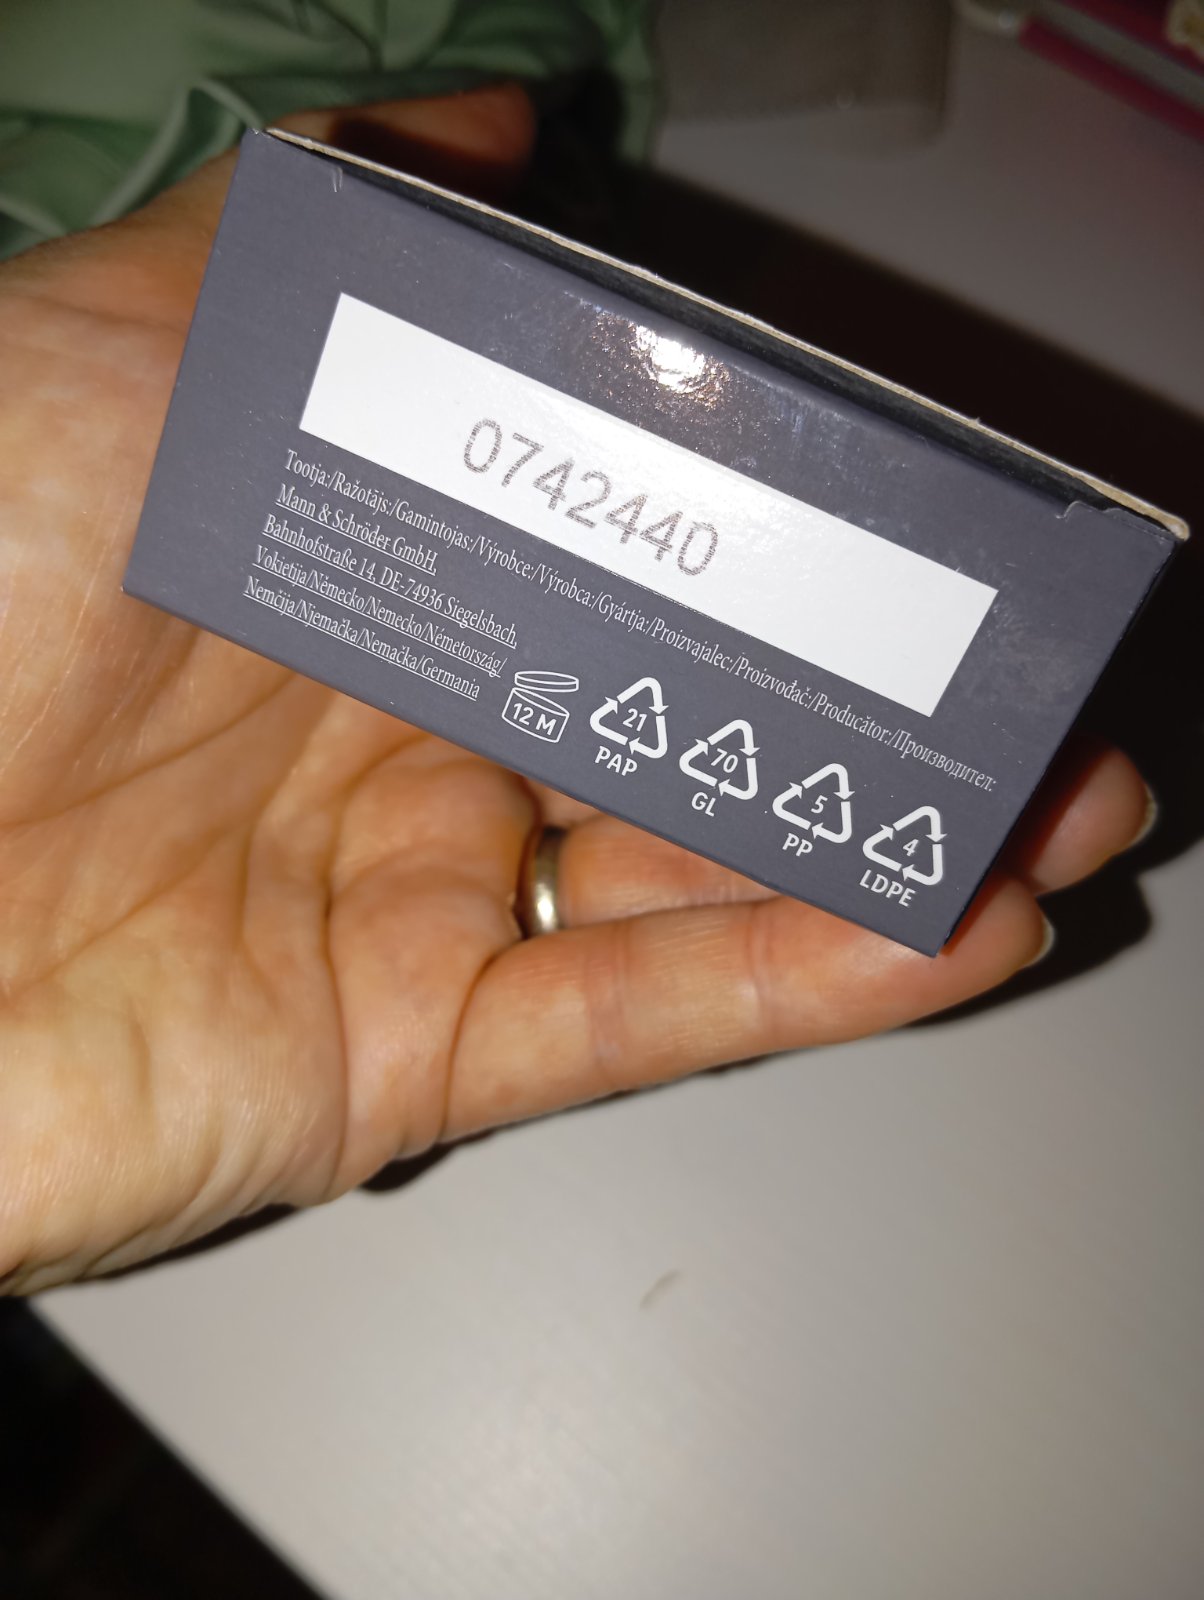 0742440
Tootja:/Ražotājs:/Gamintojas:/Výrobce:/Výrobca:/Gyártja:/Proizvajalec:/Proizvođač:/Producător:/Производител:
Mann & Schröder GmbH,
Bahnhofstraße 14, DE-74936 Siegelsbach,
Vokietija/Německo/Nemecko/Németország/
Nemčija/Njemačka/Nemačka/Germania
12 M
21
PAP
70
GL
5
PP
4
LDPE